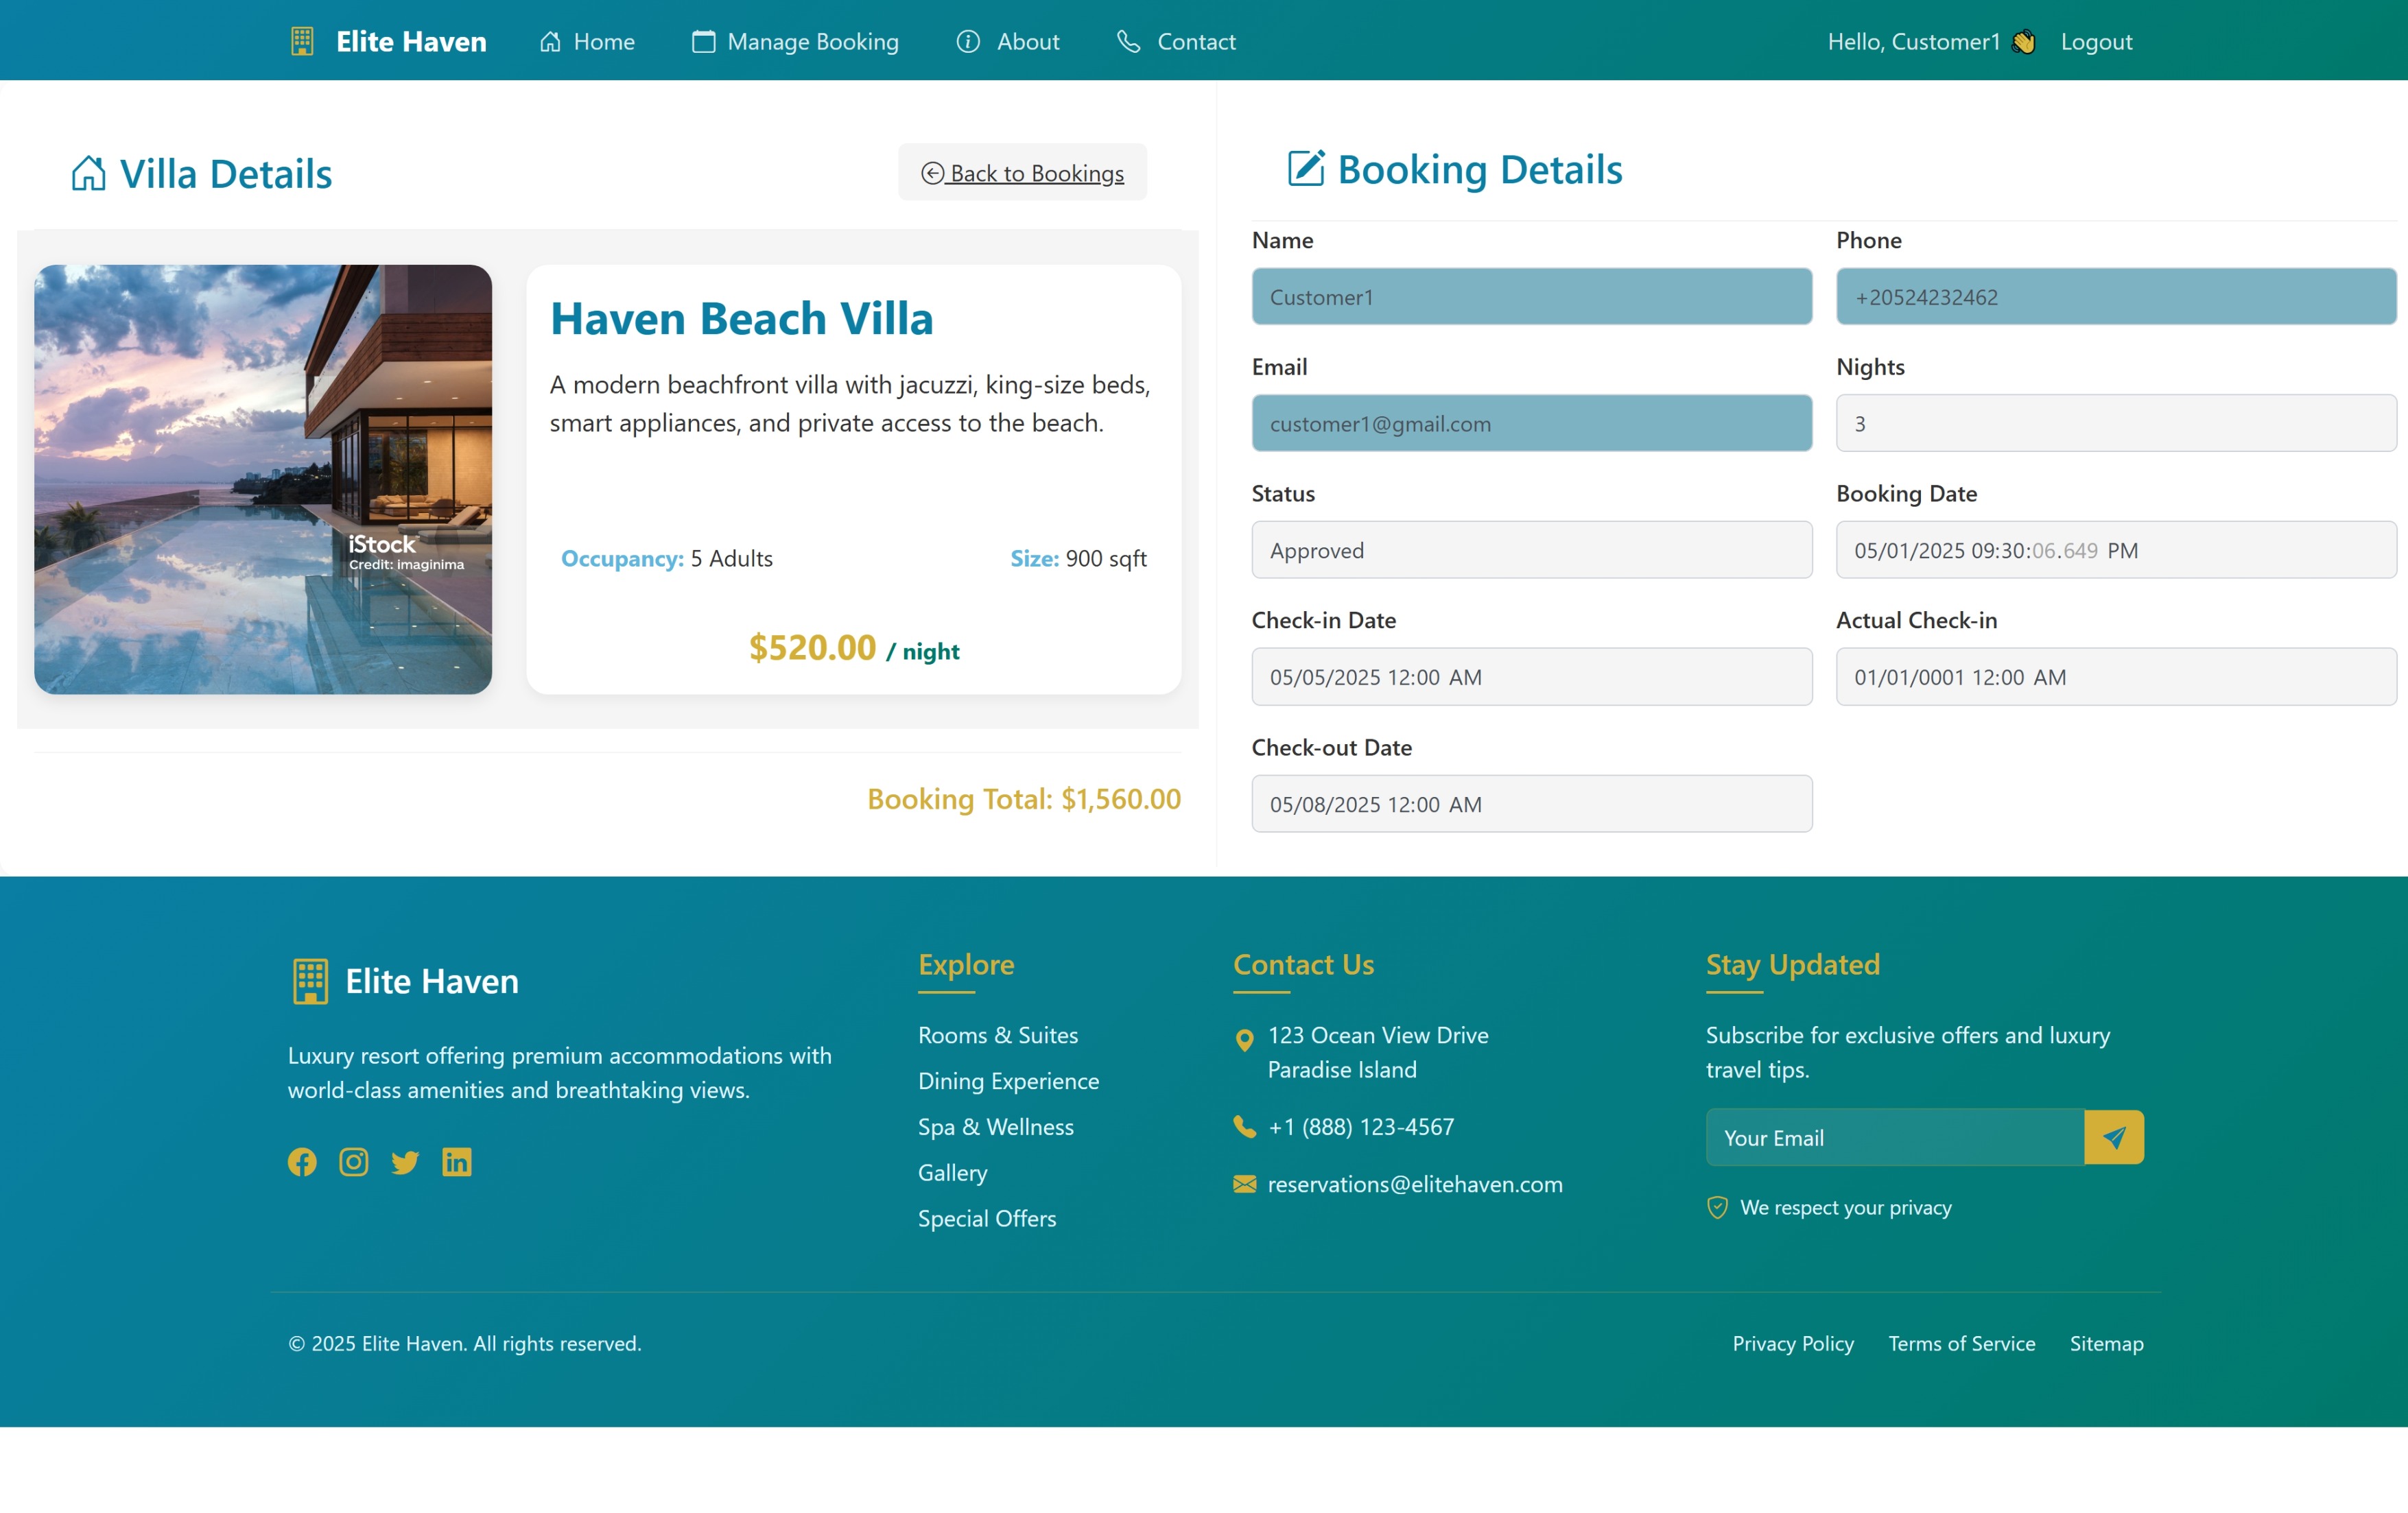 Elite Haven
Home
Manage Booking
About
Contact
Hello, Customer1 👋
Logout
Villa Details
Back to Bookings
iStock
Credit: imaginima
Haven Beach Villa
A modern beachfront villa with jacuzzi, king-size beds,
smart appliances, and private access to the beach.
Occupancy: 5 Adults
Size: 900 sqft
$520.00 / night
Booking Total: $1,560.00
Booking Details
Name
Phone
Customer1
+20524232462
Email
Nights
customer1@gmail.com
3
Status
Booking Date
Approved
05/01/2025 09:30:06.649 PM
Check-in Date
Actual Check-in
05/05/2025 12:00 AM
01/01/0001 12:00 AM
Check-out Date
05/08/2025 12:00 AM
Elite Haven
Luxury resort offering premium accommodations with
world-class amenities and breathtaking views.
Explore
Rooms & Suites
Dining Experience
Spa & Wellness
Gallery
Special Offers
Contact Us
123 Ocean View Drive
Paradise Island
+1 (888) 123-4567
reservations@elitehaven.com
Stay Updated
Subscribe for exclusive offers and luxury
travel tips.
Your Email
We respect your privacy
© 2025 Elite Haven. All rights reserved.
Privacy Policy
Terms of Service
Sitemap